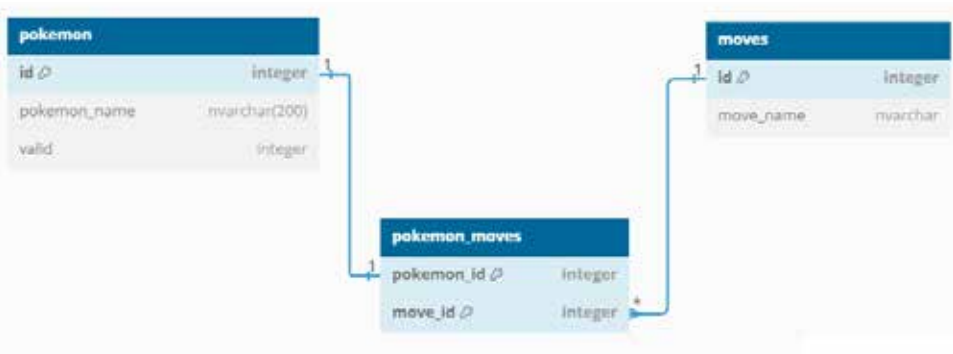 pokemon
id integer
pokemon_name nvarchar(200)
valid integer
1
moves
id integer
move_name nvarchar
1
pokemon_moves
pokemon_id integer
move_id integer
1
*